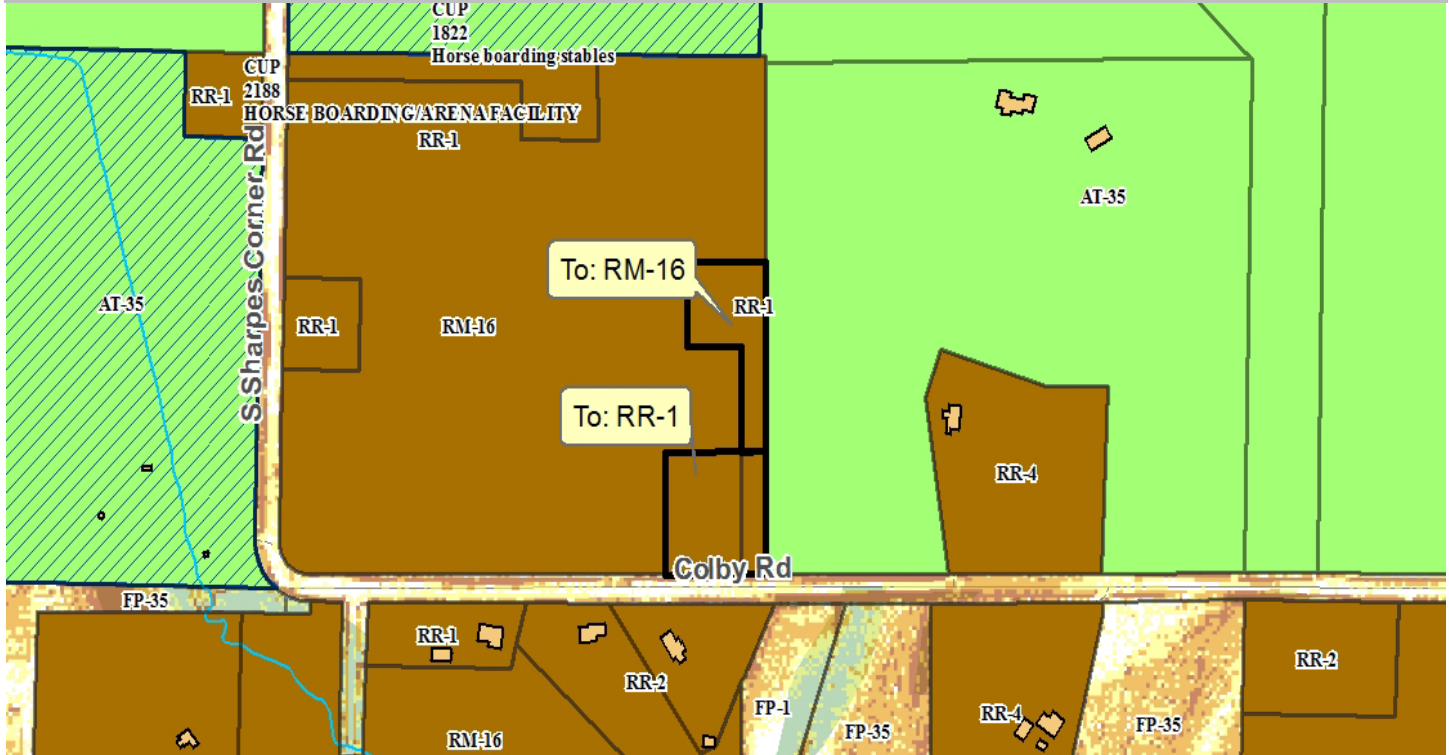 CUP
1822
Horse boarding stables
CUP
2188
HORSE BOARDING/ARENA FACILITY
RR-1
RR-1
AT-35
S Sharpes Corner Rd
AT-35
To: RM-16
RR-1
RR-1
RM-16
To: RR-1
RR-4
Colby Rd
FP-35
RR-1
RR-2
RR-2
FP-1
RR-4
FP-35
FP-35
RM-16